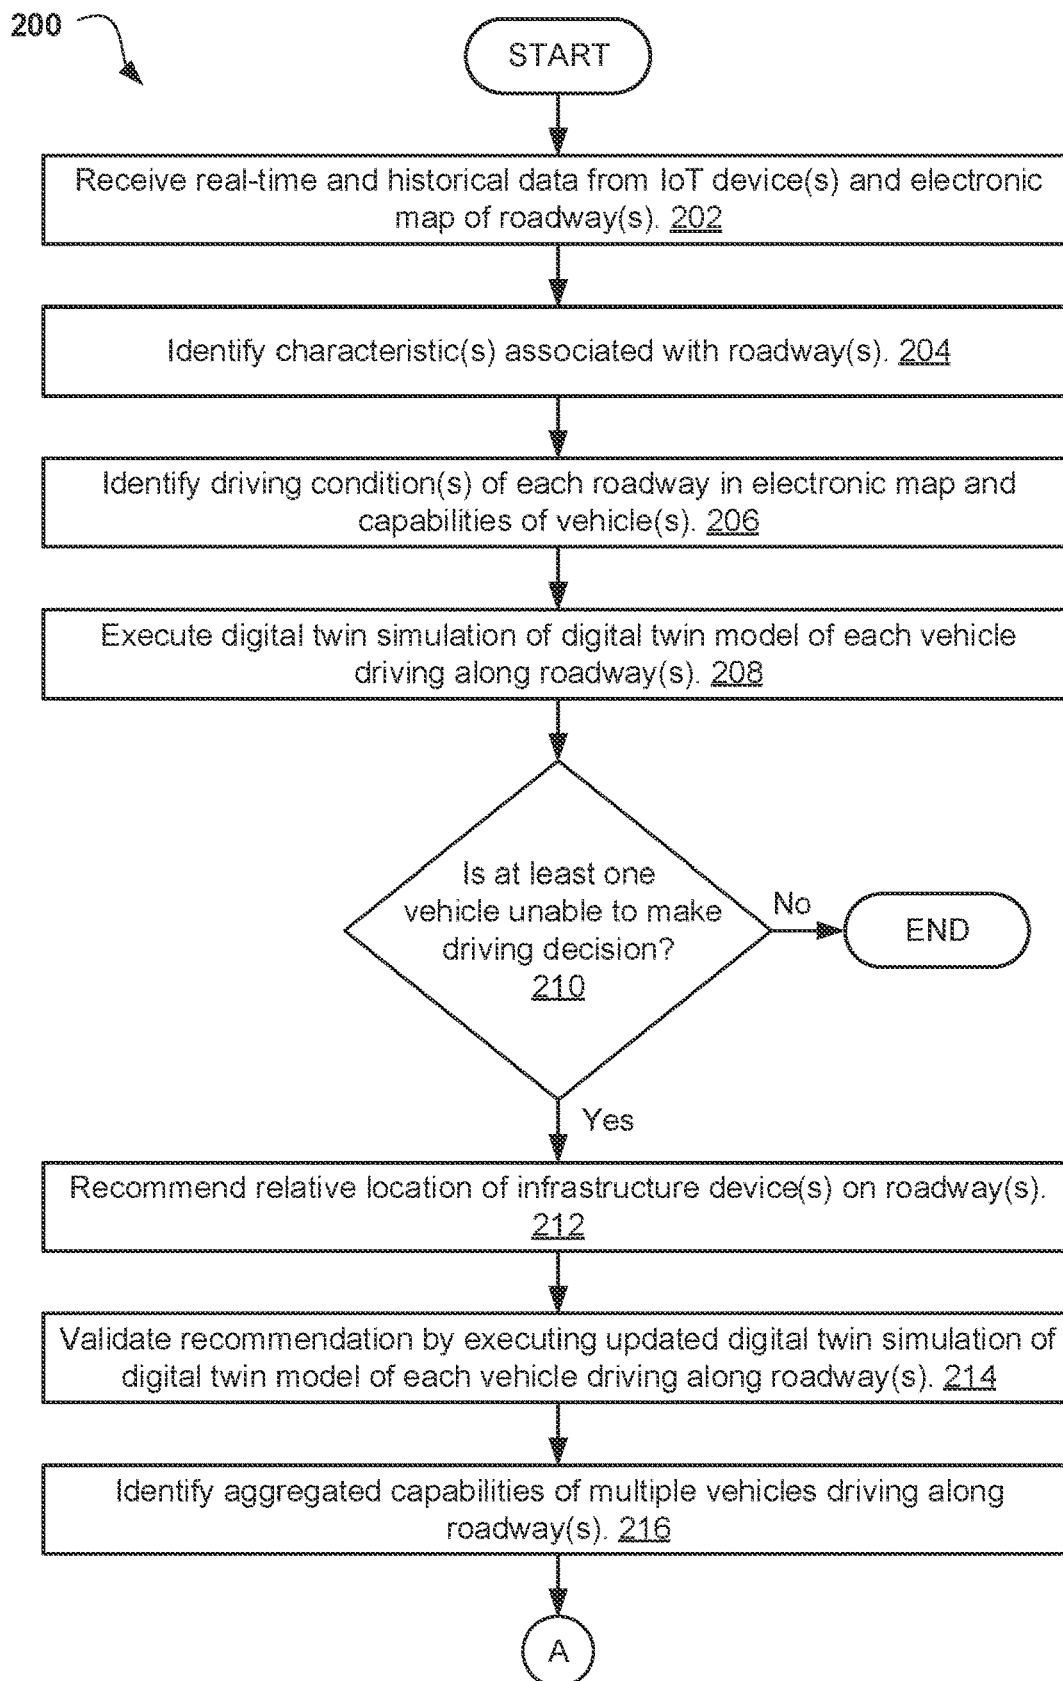 200
START
Receive real-time and historical data from IoT device(s) and electronic
map of roadway(s). 202
Identify characteristic(s) associated with roadway(s). 204
Identify driving condition(s) of each roadway in electronic map and
capabilities of vehicle(s). 206
Execute digital twin simulation of digital twin model of each vehicle
driving along roadway(s). 208
Is at least one
vehicle unable to make
driving decision?
210
No
END
Yes
Recommend relative location of infrastructure device(s) on roadway(s).
212
Validate recommendation by executing updated digital twin simulation of
digital twin model of each vehicle driving along roadway(s). 214
Identify aggregated capabilities of multiple vehicles driving along
roadway(s). 216
A